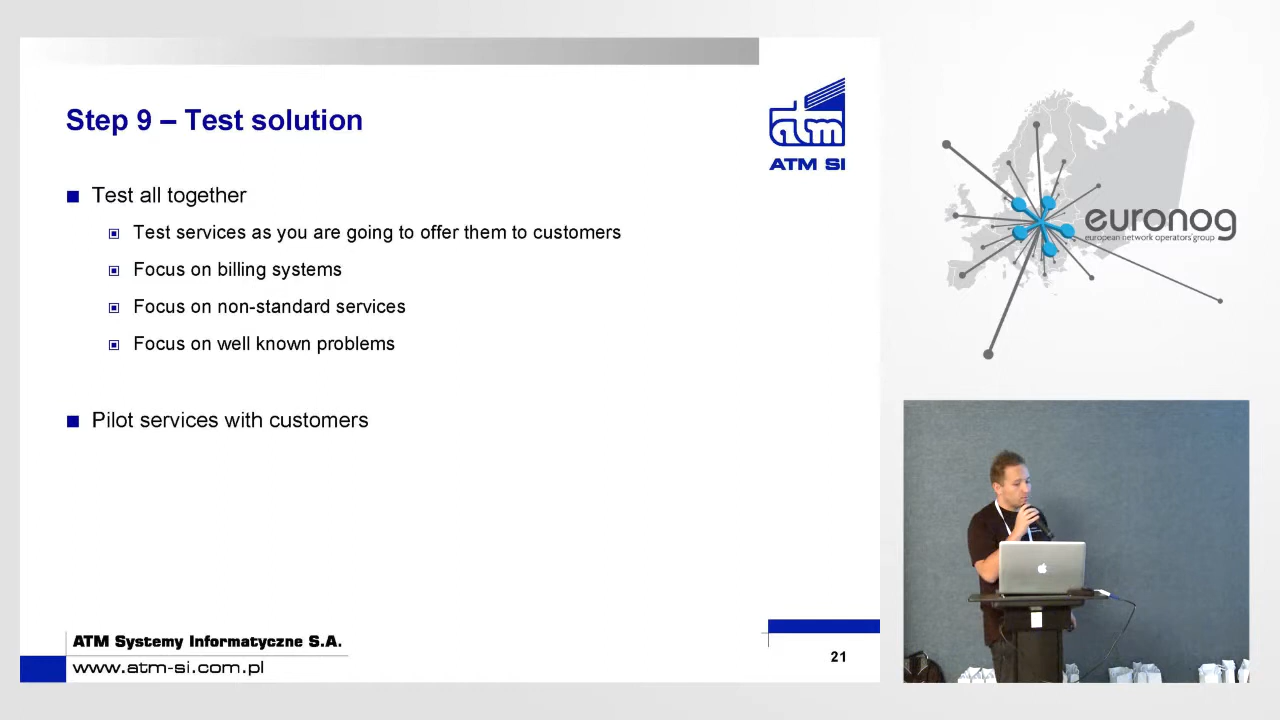 Step 9 – Test solution
atm
ATM SI
Test all together
Test services as you are going to offer them to customers
Focus on billing systems
Focus on non-standard services
Focus on well known problems
Pilot services with customers
ATM Systemy Informatyczne S.A.
www.atm-si.com.pl
21
euronog
european network operators' group